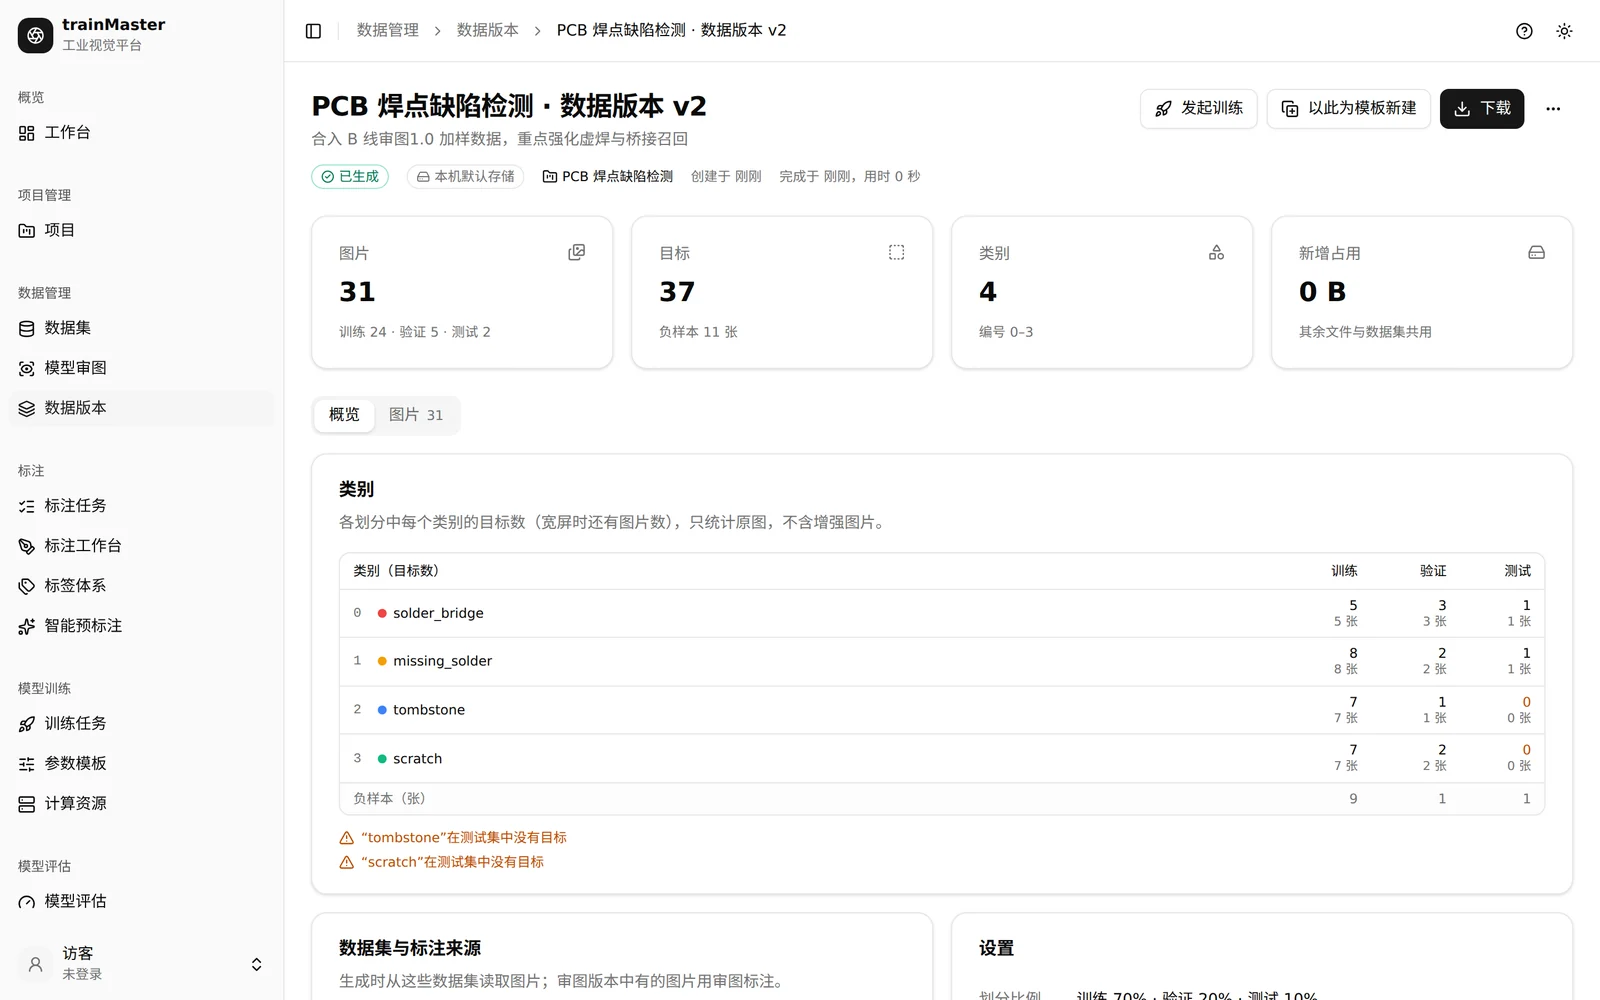 trainMaster
工业视觉平台
概览
工作台
项目管理
项目
数据管理
数据集
模型审图
数据版本
标注
标注任务
标注工作台
标签体系
智能预标注
模型训练
训练任务
参数模板
计算资源
模型评估
模型评估
访客
未登录
数据管理 > 数据版本 > PCB 焊点缺陷检测 · 数据版本 v2
PCB 焊点缺陷检测 · 数据版本 v2
合入 B 线审图1.0 加样数据，重点强化虚焊与桥接召回
发起训练 以此为模板新建 下载
已生成 本机默认存储 PCB 焊点缺陷检测 创建于 刚刚 完成于 刚刚，用时 0 秒
图片
31
训练 24 · 验证 5 · 测试 2
目标
37
负样本 11 张
类别
4
编号 0–3
新增占用
0 B
其余文件与数据集共用
概览 图片 31
类别
各划分中每个类别的目标数（宽屏时还有图片数），只统计原图，不含增强图片。
类别（目标数） 训练 验证 测试
0 solder_bridge 5 3 1
5 张 3 张 1 张
1 missing_solder 8 2 1
8 张 2 张 1 张
2 tombstone 7 1 0
7 张 1 张 0 张
3 scratch 7 2 0
7 张 2 张 0 张
负样本（张） 9 1 1
“tombstone”在测试集中没有目标
“scratch”在测试集中没有目标
数据集与标注来源
生成时从这些数据集读取图片；审图版本中有的图片用审图标注。
设置
划分比例 训练 70% · 验证 20% · 测试 10%